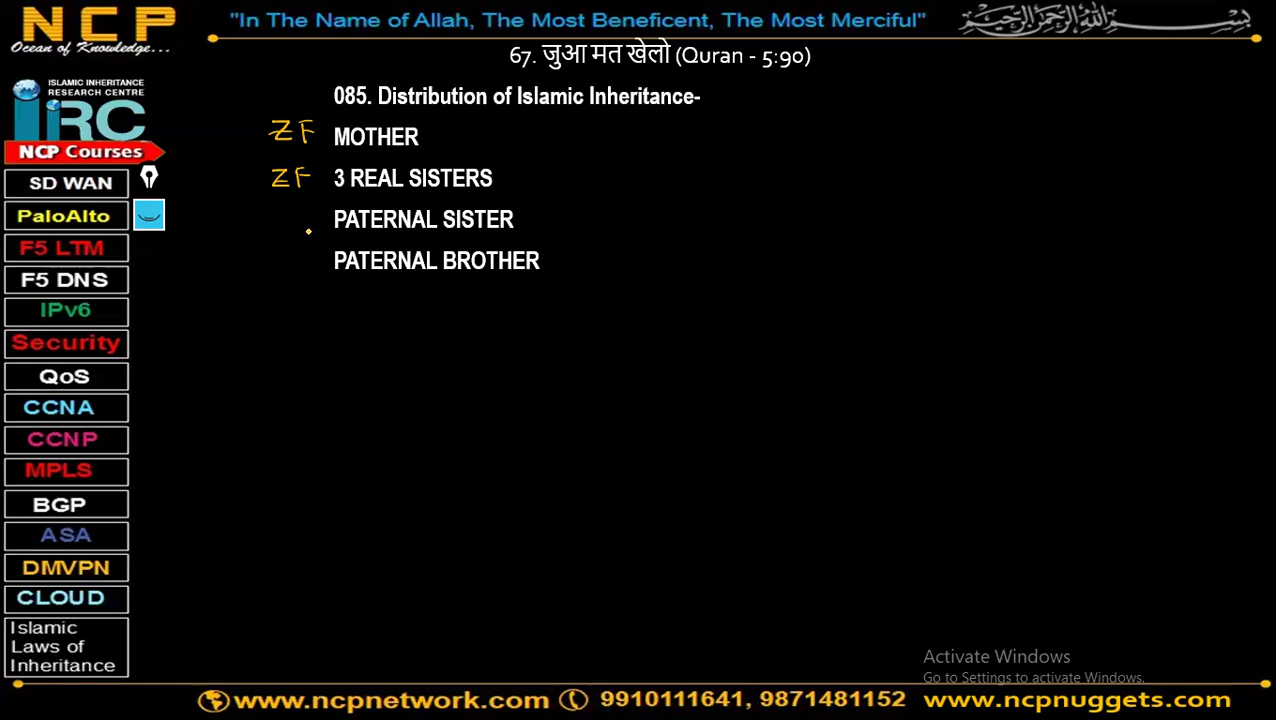 NCP
Ocean of Knowledge...
"In The Name of Allah, The Most Beneficent, The Most Merciful"
بِسْمِ اللهِ الرَّحْمٰنِ الرَّحِيْمِ
67. जुआ मत खेलो (Quran - 5:90)
ISLAMIC INHERITANCE
RESEARCH CENTRE
iRC
NCP Courses
SD WAN
PaloAlto
F5 LTM
F5 DNS
IPv6
Security
QoS
CCNA
CCNP
MPLS
BGP
ASA
DMVPN
CLOUD
Islamic
Laws of
Inheritance
085. Distribution of Islamic Inheritance-
ZF MOTHER
ZF 3 REAL SISTERS
PATERNAL SISTER
PATERNAL BROTHER
Activate Windows
Go to Settings to activate Windows.
www.ncpnetwork.com 9910111641, 9871481152 www.ncpnuggets.com